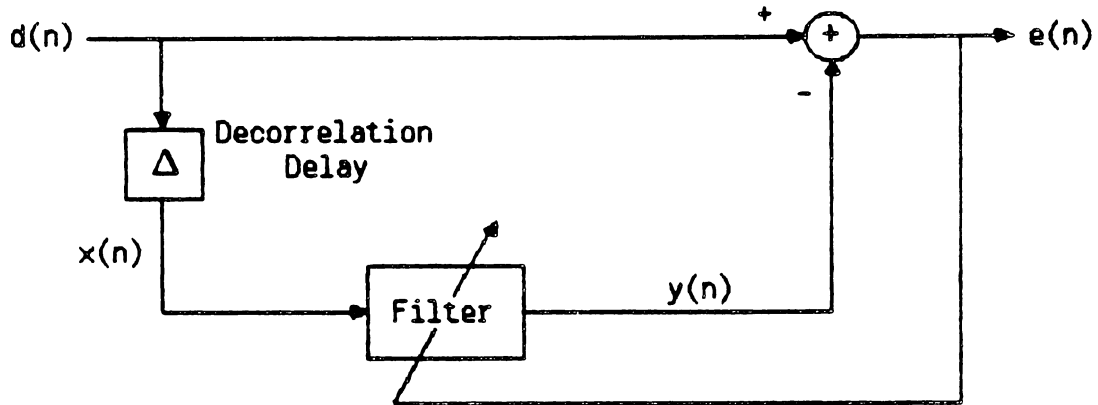 d(n)
+
+
e(n)
-
Decorrelation
Delay
Δ
x(n)
y(n)
Filter